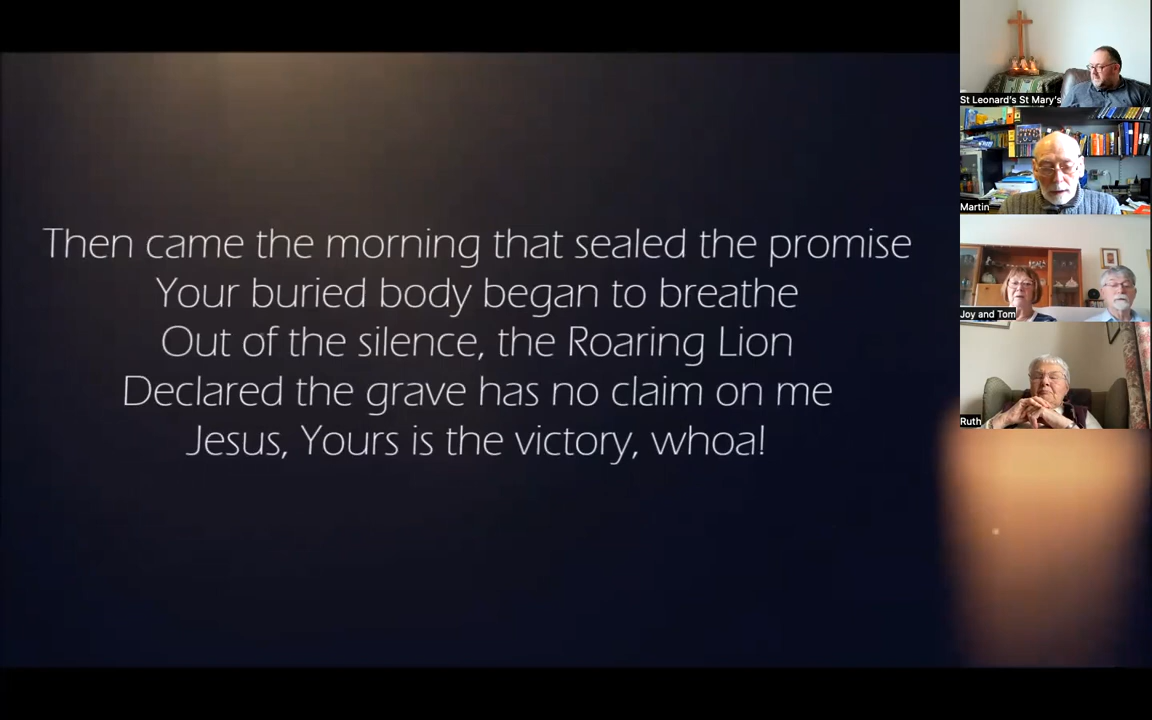 Then came the morning that sealed the promise
Your buried body began to breathe
Out of the silence, the Roaring Lion
Declared the grave has no claim on me
Jesus, Yours is the victory, whoa!
St Leonard's St Mary's
Martin
Joy and Tom
Ruth